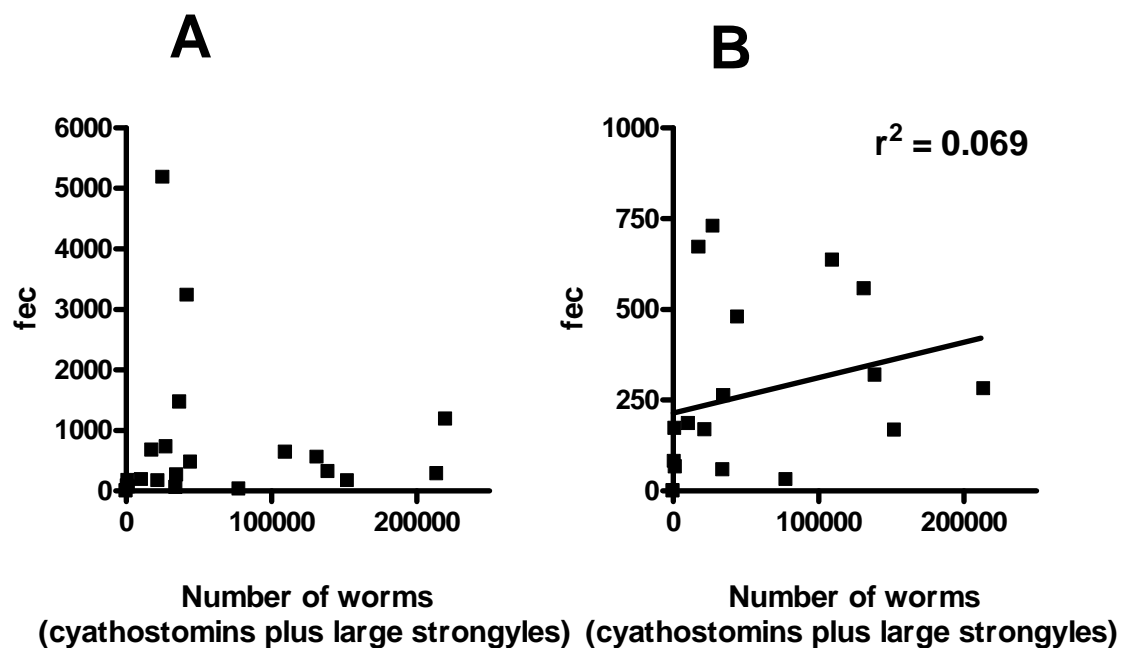 A
6000
5000
4000
3000
2000
1000
0
fec
0 100000 200000
Number of worms
(cyathostomins plus large strongyles)
B
r² = 0.069
1000
750
500
250
0
fec
0 100000 200000
Number of worms
(cyathostomins plus large strongyles)